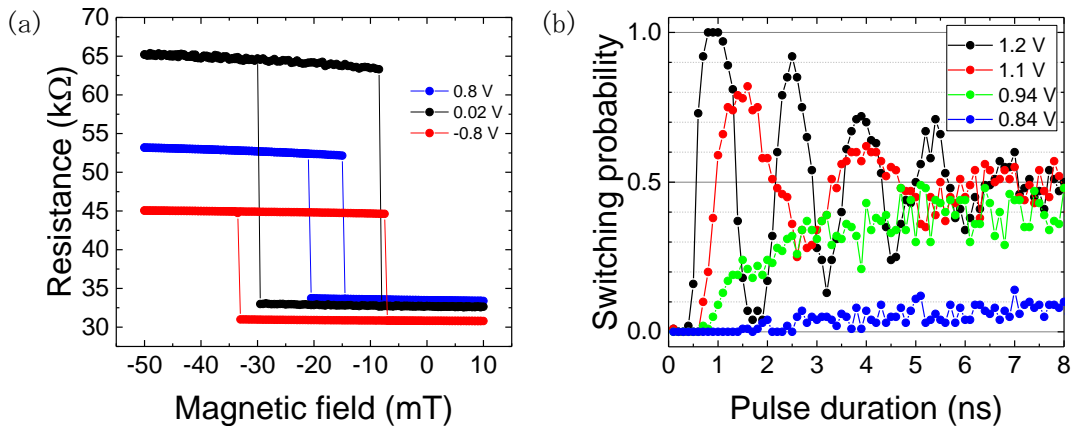 (a)
Resistance (kΩ)
70
65
60
55
50
45
40
35
30
0.8 V
0.02 V
-0.8 V
-50 -40 -30 -20 -10 0 10
Magnetic field (mT)
(b)
Switching probability
1.0
0.5
0.0
1.2 V
1.1 V
0.94 V
0.84 V
0 1 2 3 4 5 6 7 8
Pulse duration (ns)